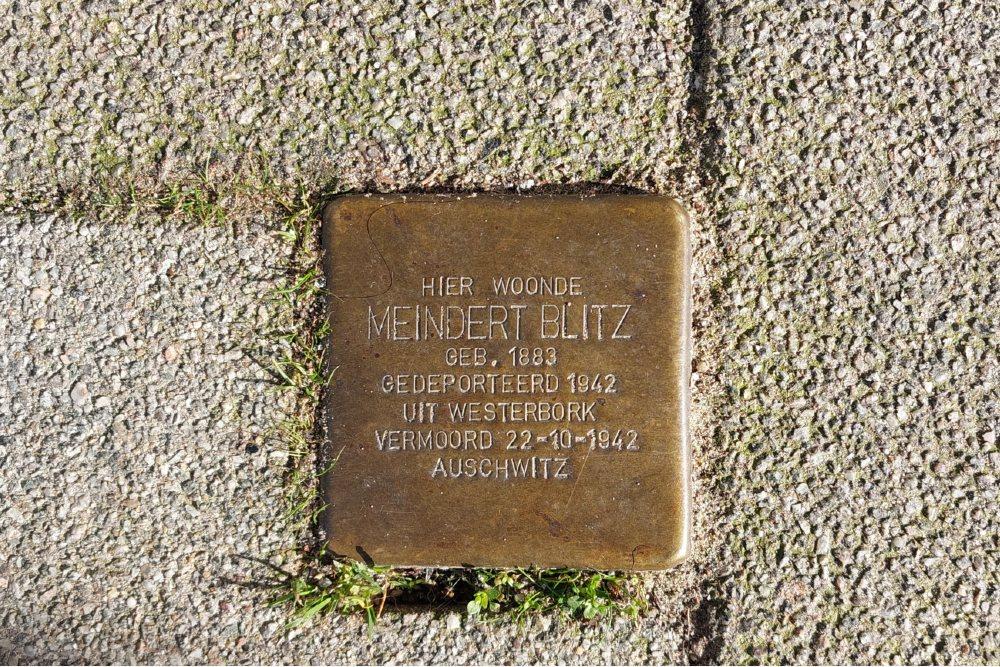 HIER WOONDE
MEINDERT BLITZ
GEB. 1883
GEDEPORTEERD 1942
UIT WESTERBORK
VERMOORD 22-10-1942
AUSCHWITZ